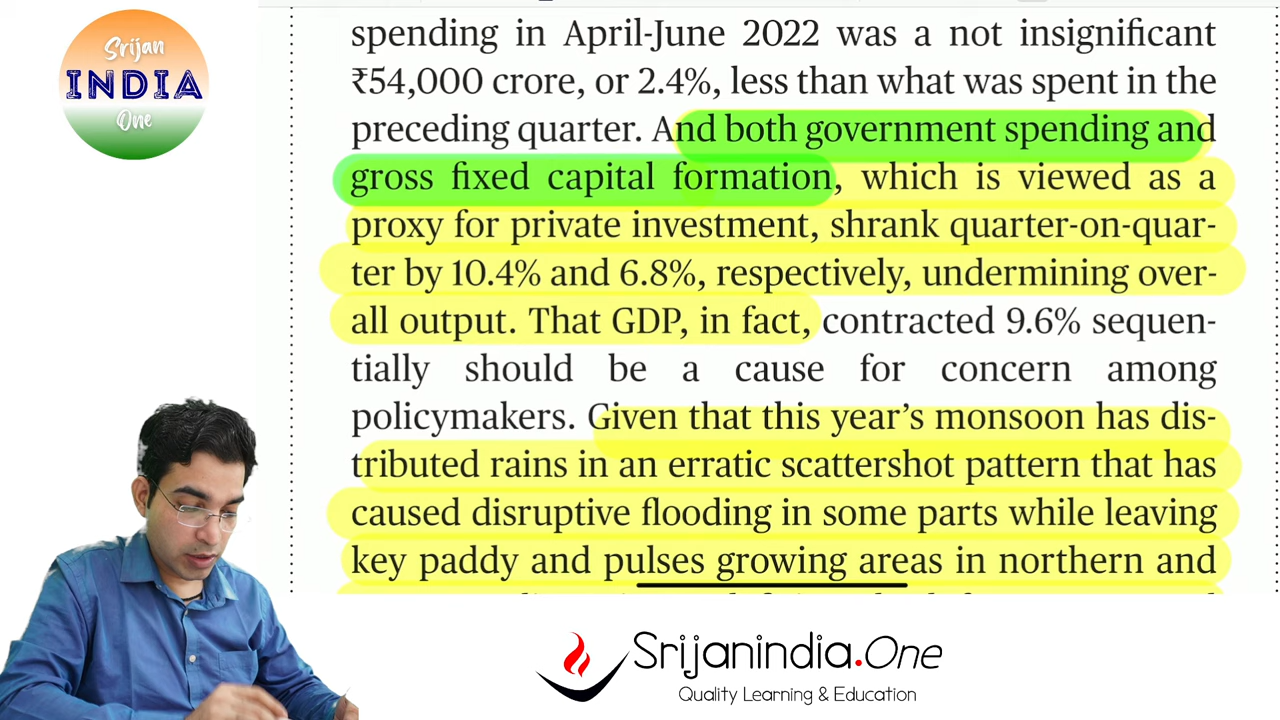 Srijan
INDIA
One
spending in April-June 2022 was a not insignificant
₹54,000 crore, or 2.4%, less than what was spent in the
preceding quarter. And both government spending and
gross fixed capital formation, which is viewed as a
proxy for private investment, shrank quarter-on-quar-
ter by 10.4% and 6.8%, respectively, undermining over-
all output. That GDP, in fact, contracted 9.6% sequen-
tially should be a cause for concern among
policymakers. Given that this year’s monsoon has dis-
tributed rains in an erratic scattershot pattern that has
caused disruptive flooding in some parts while leaving
key paddy and pulses growing areas in northern and
Srijanindia.One
Quality Learning & Education